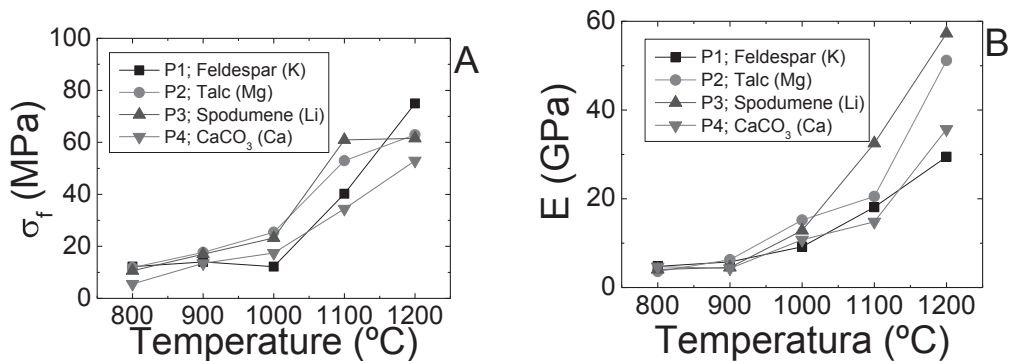 A
P1; Feldespar (K)
P2; Talc (Mg)
P3; Spodumene (Li)
P4; CaCO₃ (Ca)
σf (MPa)
100
80
60
40
20
0
800 900 1000 1100 1200
Temperature (ºC)
B
P1; Feldespar (K)
P2; Talc (Mg)
P3; Spodumene (Li)
P4; CaCO₃ (Ca)
E (GPa)
60
40
20
0
800 900 1000 1100 1200
Temperatura (ºC)